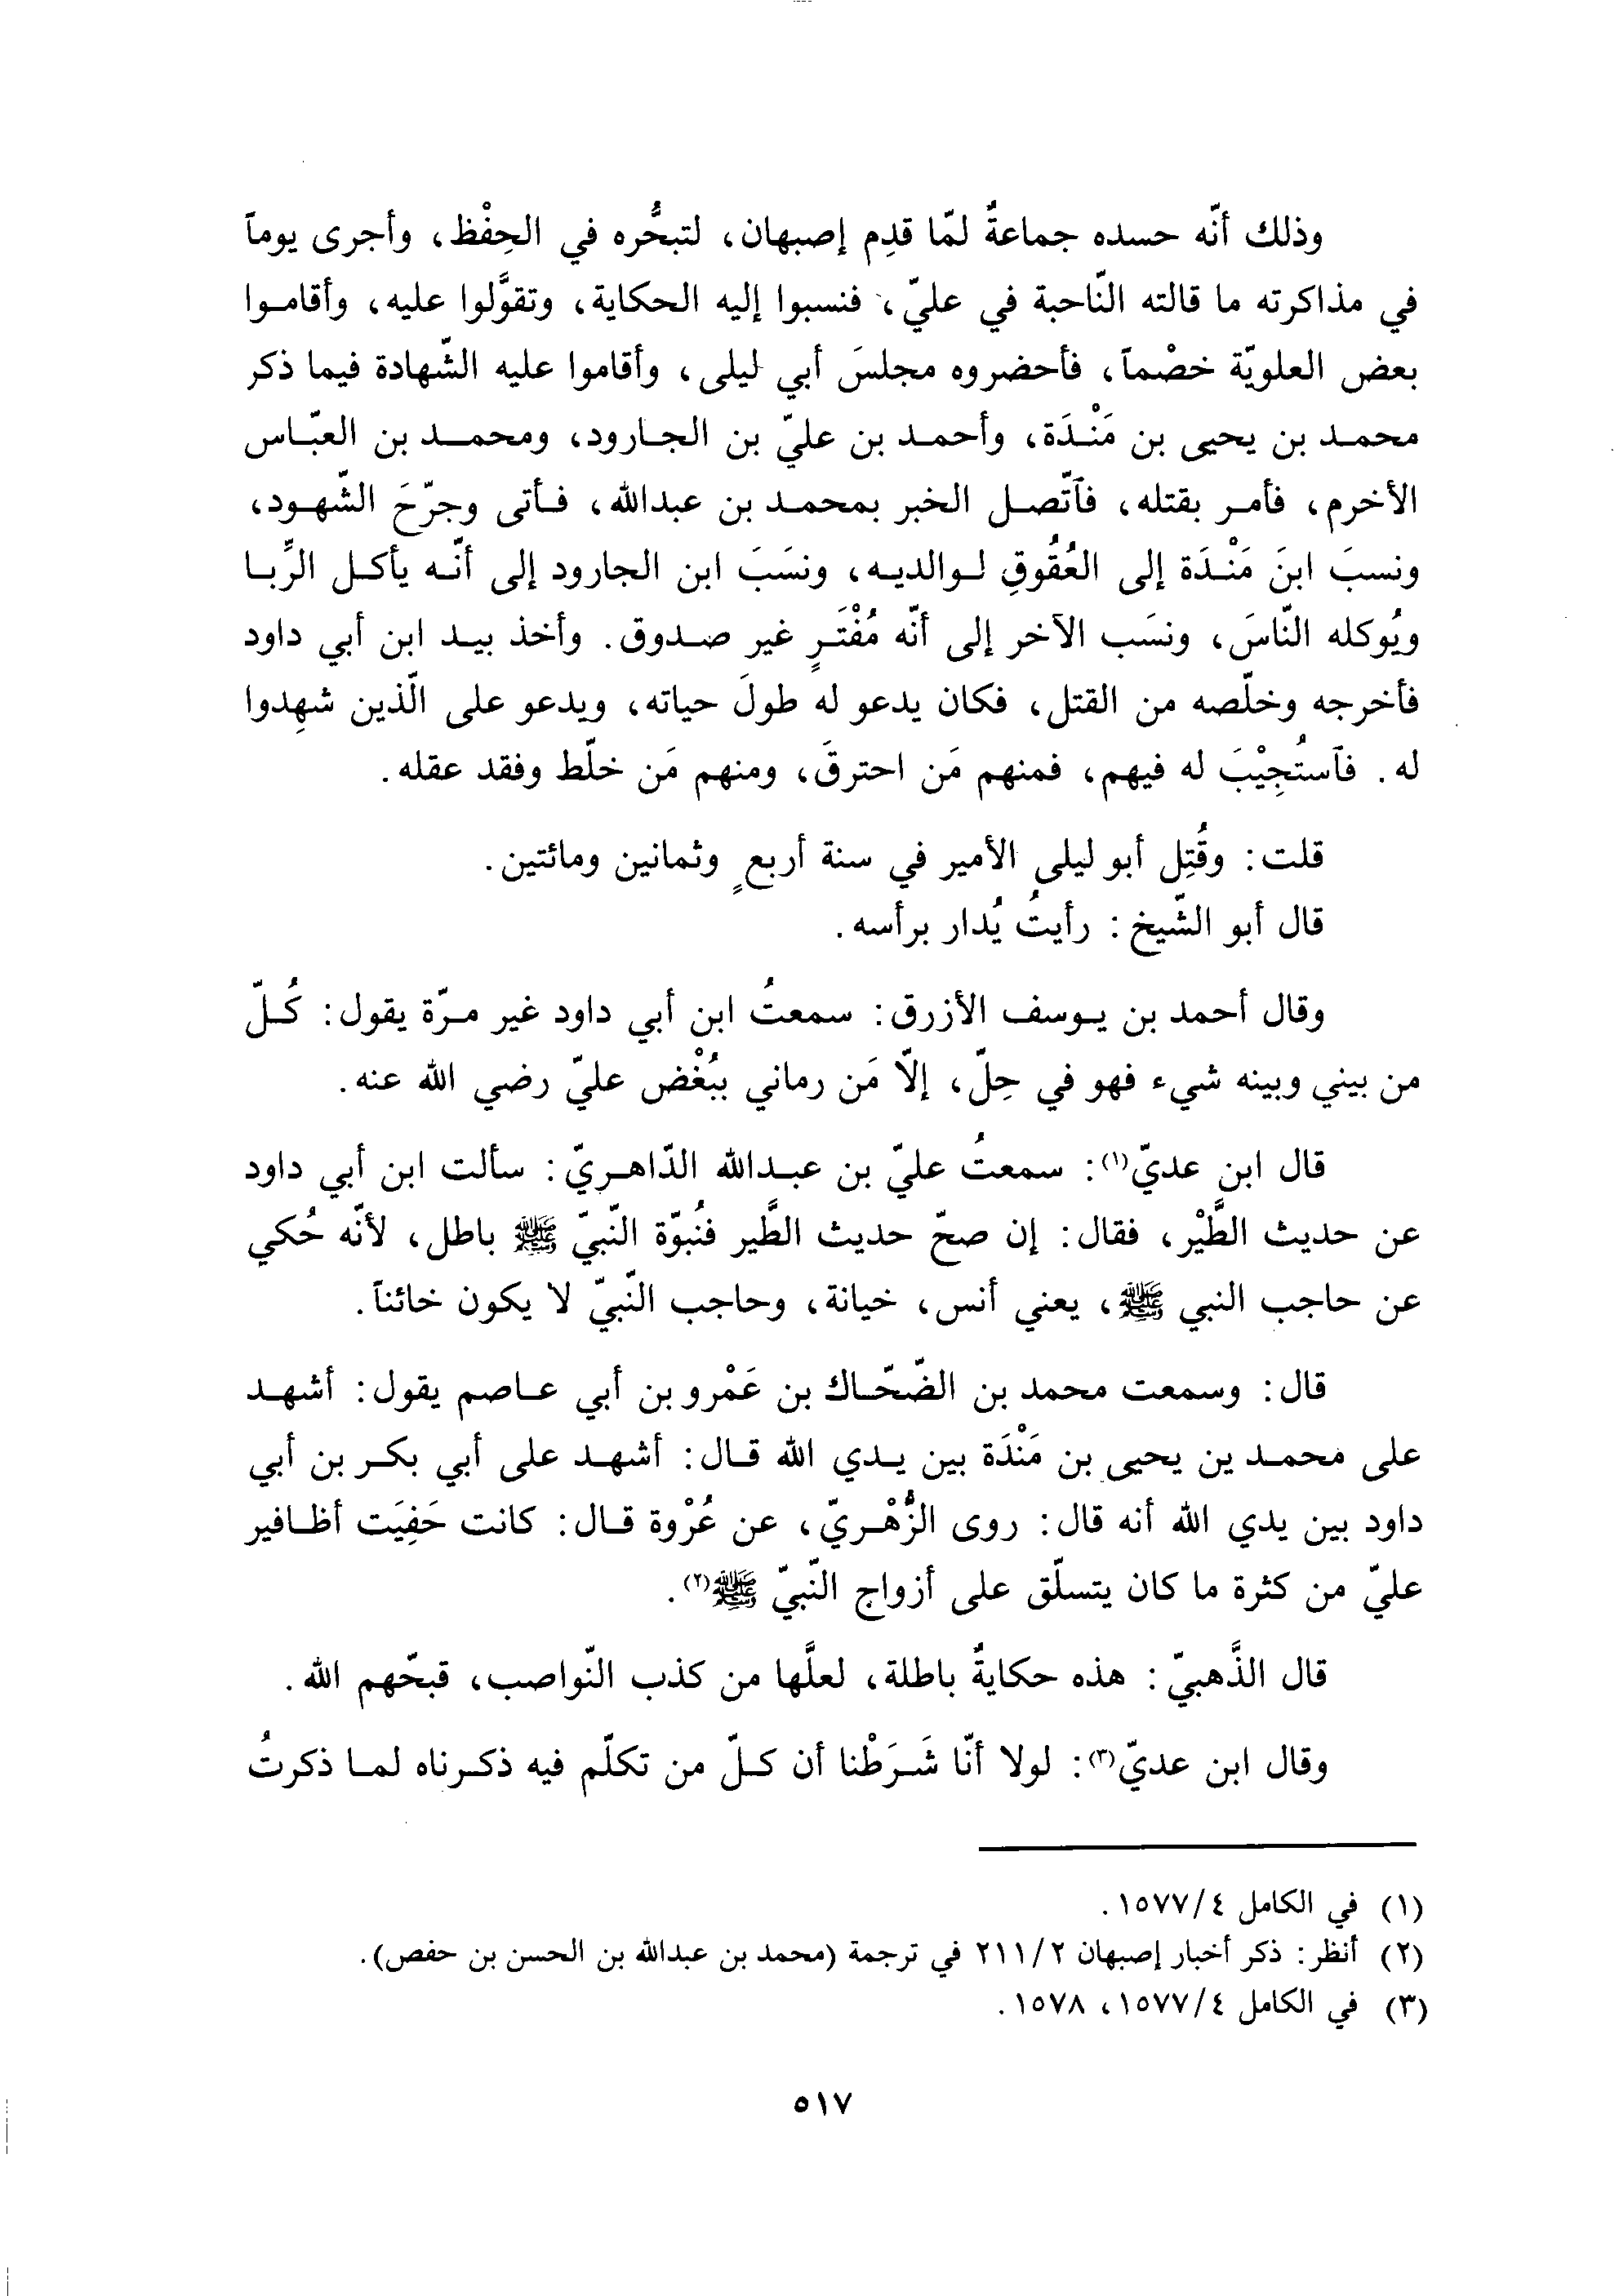 وذلك أنّه حسده جماعةٌ لمّا قدِم إصبهان، لتبحُّره في الحِفْظ، وأجرى يوماً
في مذاكرته ما قالته النّاحبة في عليّ، فنسبوا إليه الحكاية، وتقوَّلوا عليه، وأقاموا
بعض العلويّة خصْماً، فأحضروه مجلسَ أبي ليلى، وأقاموا عليه الشّهادة فيما ذكر
محمد بن يحيى بن مَنْدَة، وأحمد بن عليّ بن الجارود، ومحمد بن العبّاس
الأخرم، فأمر بقتله، فآتّصل الخبر بمحمد بن عبدالله، فأتى وجرّحَ الشّهود،
ونسبَ ابنَ مَنْدَة إلى العُقُوقِ لوالديه، ونسَبَ ابن الجارود إلى أنّه يأكل الرِّبا
ويُوكله النّاسَ، ونسَب الآخر إلى أنّه مُفْتَرٍ غير صدوق. وأخذ بيد ابن أبي داود
فأخرجه وخلّصه من القتل، فكان يدعو له طولَ حياته، ويدعو على الّذين شهِدوا
له. فآستُجِيْبَ له فيهم، فمنهم مَن احترقَ، ومنهم مَن خلّط وفقد عقله.
قلت: وقُتِل أبو ليلى الأمير في سنة أربعٍ وثمانين ومائتين.
قال أبو الشّيخ: رأيتُ يُدار برأسه.
وقال أحمد بن يوسف الأزرق: سمعتُ ابن أبي داود غير مرّة يقول: كُلّ
من بيني وبينه شيء فهو في حِلّ، إلاّ مَن رماني ببُغْض عليّ رضي الله عنه.
قال ابن عديّ(١): سمعتُ عليّ بن عبدالله الدّاهريّ: سألت ابن أبي داود
عن حديث الطَّيْر، فقال: إن صحّ حديث الطَّير فنُبوّة النّبيّ ﷺ باطل، لأنّه حُكي
عن حاجب النبي ﷺ، يعني أنس، خيانة، وحاجب النّبيّ لا يكون خائناً.
قال: وسمعت محمد بن الضّحّاك بن عَمْرو بن أبي عاصم يقول: أشهد
على محمد ين يحيى بن مَنْدَة بين يدي الله قال: أشهد على أبي بكر بن أبي
داود بين يدي الله أنه قال: روى الزُّهْريّ، عن عُرْوة قال: كانت حَفِيَت أظافير
عليّ من كثرة ما كان يتسلّق على أزواج النّبيّ ﷺ(٢).
قال الذَّهبيّ: هذه حكايةٌ باطلة، لعلَّها من كذب النّواصب، قبحّهم الله.
وقال ابن عديّ(٣): لولا أنّا شَرَطْنا أن كلّ من تكلّم فيه ذكرناه لما ذكرتُ
(١) في الكامل ٤/١٥٧٧.
(٢) أنظر: ذكر أخبار إصبهان ٢/٢١١ في ترجمة (محمد بن عبدالله بن الحسن بن حفص).
(٣) في الكامل ٤/١٥٧٧، ١٥٧٨.
٥١٧